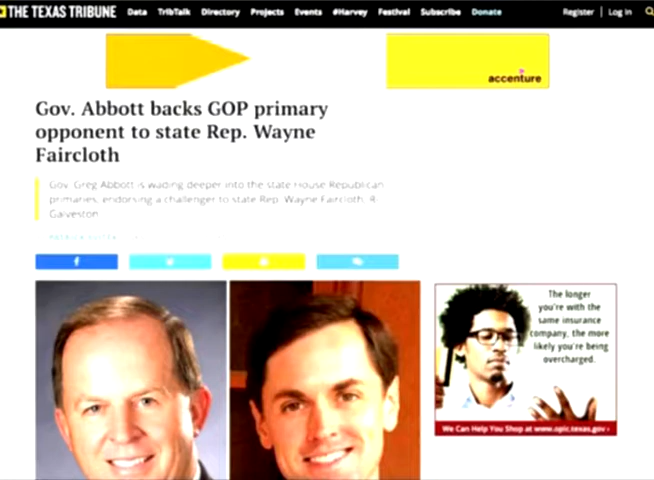 THE TEXAS TRIBUNE Data TribTalk Directory Projects Events #Harvey Festival Subscribe Donate Register | Log in
accenture
Gov. Abbott backs GOP primary
opponent to state Rep. Wayne
Faircloth
Gov. Greg Abbott is wading deeper into the state House Republican
primaries, endorsing a challenger to state Rep. Wayne Faircloth, R-
Galveston.
f
The longer
you're with the
same insurance
company, the more
likely you're being
overcharged.
We Can Help You Shop at www.opic.texas.gov ›